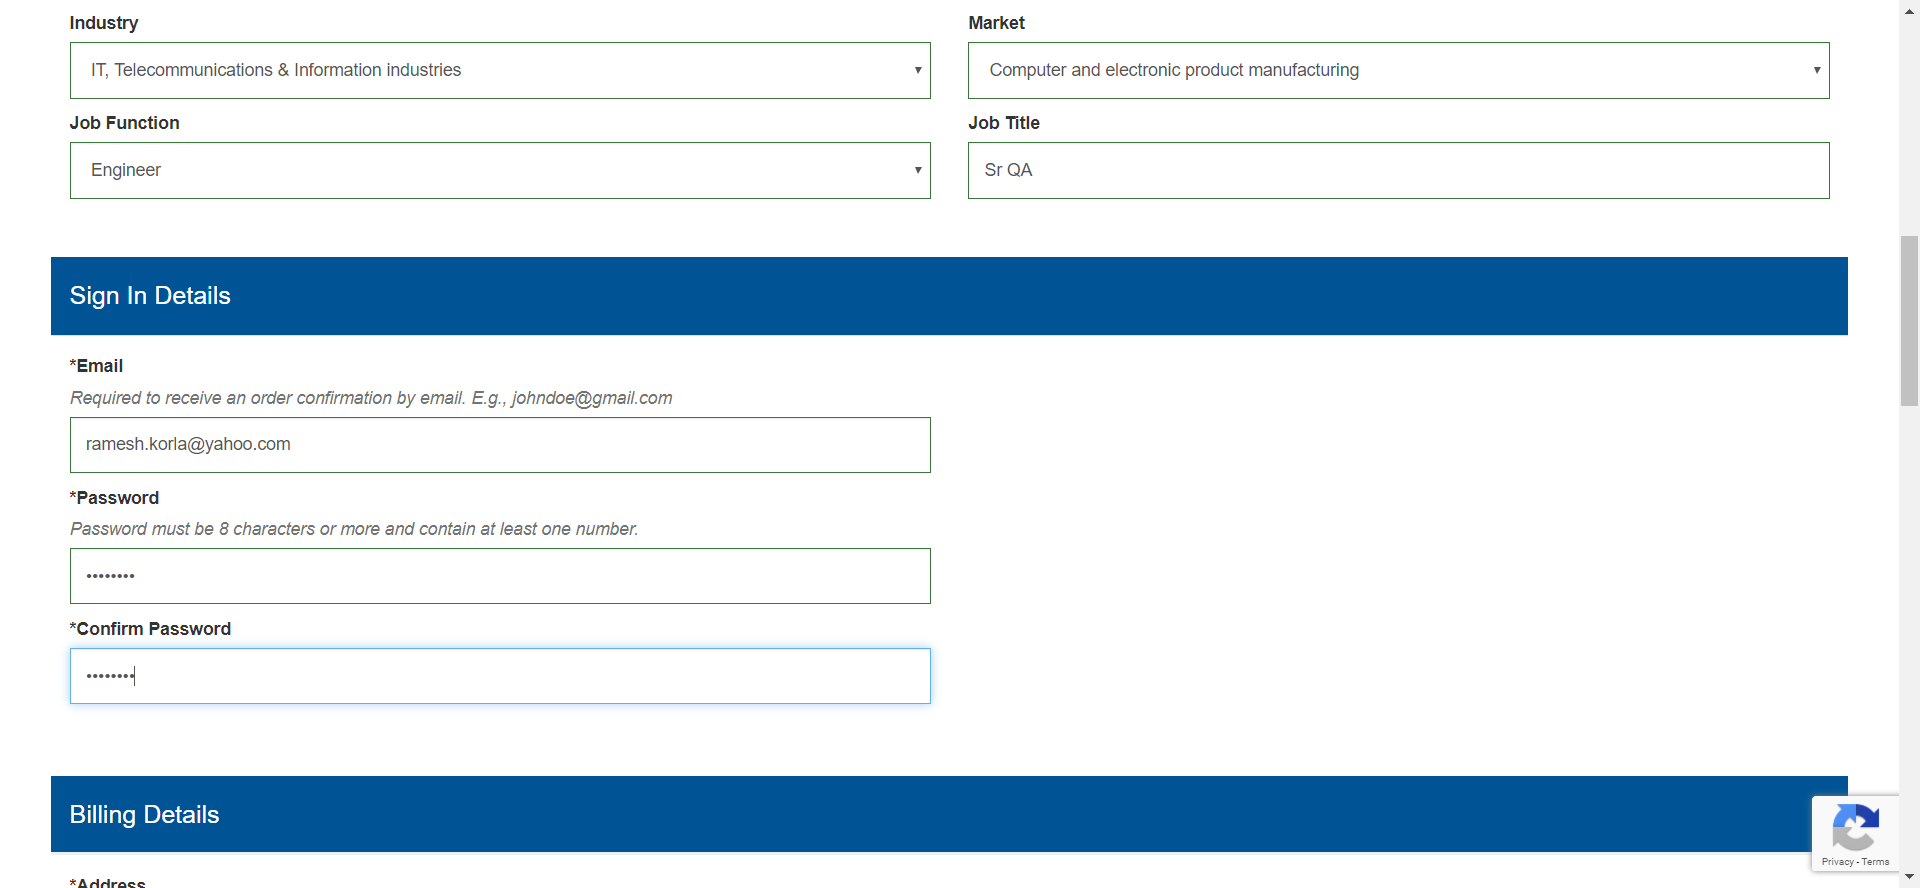 Industry
Market
IT, Telecommunications & Information industries
Computer and electronic product manufacturing
Job Function
Job Title
Engineer
Sr QA
Sign In Details
*Email
Required to receive an order confirmation by email. E.g., johndoe@gmail.com
ramesh.korla@yahoo.com
*Password
Password must be 8 characters or more and contain at least one number.
••••••••
*Confirm Password
••••••••
Billing Details
Privacy - Terms
*Address